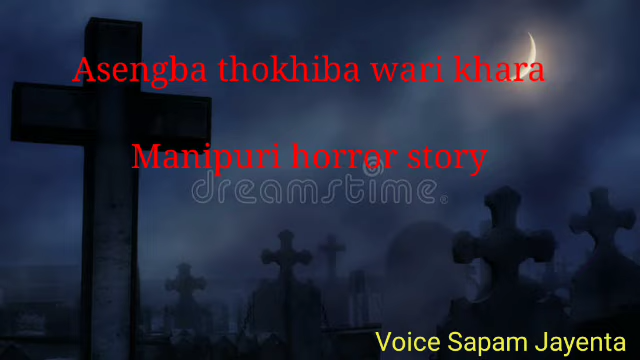 Asengba thokhiba wari khara
Manipuri horror story
dreamstime.
Voice Sapam Jayenta